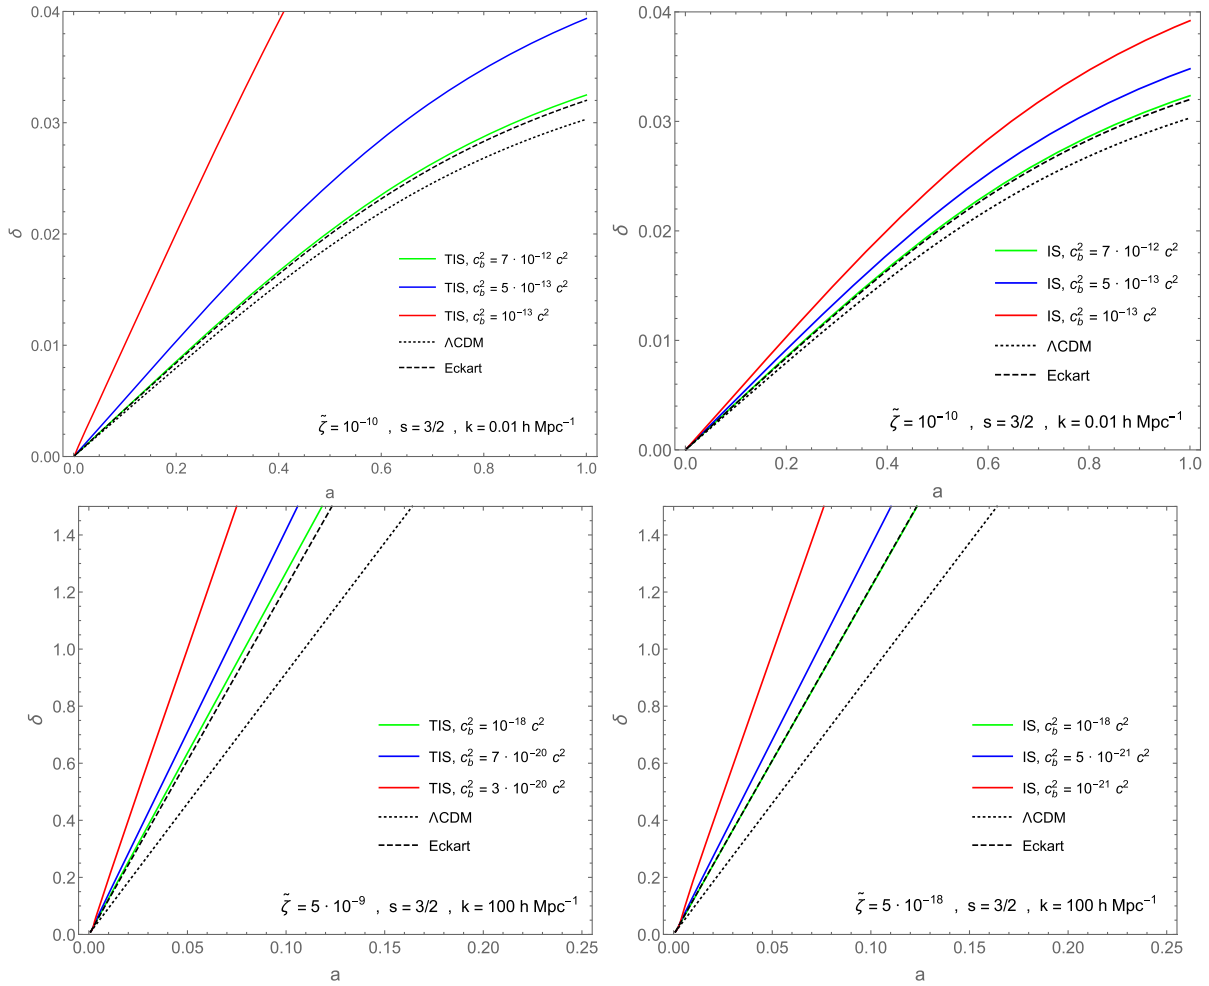 0.04
0.03
0.02
0.01
0.00
δ
0.0 0.2 0.4 0.6 0.8 1.0
a
TIS, c_b^2 = 7 · 10^−12 c^2
TIS, c_b^2 = 5 · 10^−13 c^2
TIS, c_b^2 = 10^−13 c^2
ΛCDM
Eckart
ζ̃ = 10^−10 , s = 3/2 , k = 0.01 h Mpc^−1
0.04
0.03
0.02
0.01
0.00
δ
0.0 0.2 0.4 0.6 0.8 1.0
a
IS, c_b^2 = 7 · 10^−12 c^2
IS, c_b^2 = 5 · 10^−13 c^2
IS, c_b^2 = 10^−13 c^2
ΛCDM
Eckart
ζ̃ = 10^−10 , s = 3/2 , k = 0.01 h Mpc^−1
1.4
1.2
1.0
0.8
0.6
0.4
0.2
0.0
δ
0.00 0.05 0.10 0.15 0.20 0.25
a
TIS, c_b^2 = 10^−18 c^2
TIS, c_b^2 = 7 · 10^−20 c^2
TIS, c_b^2 = 3 · 10^−20 c^2
ΛCDM
Eckart
ζ̃ = 5 · 10^−9 , s = 3/2 , k = 100 h Mpc^−1
1.4
1.2
1.0
0.8
0.6
0.4
0.2
0.0
δ
0.00 0.05 0.10 0.15 0.20 0.25
a
IS, c_b^2 = 10^−18 c^2
IS, c_b^2 = 5 · 10^−21 c^2
IS, c_b^2 = 10^−21 c^2
ΛCDM
Eckart
ζ̃ = 5 · 10^−18 , s = 3/2 , k = 100 h Mpc^−1